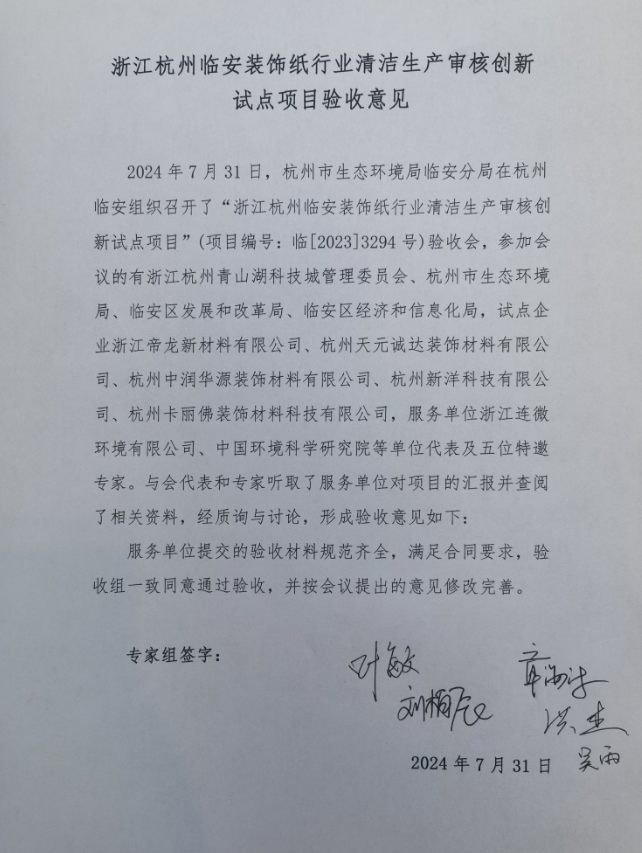 浙江杭州临安装饰纸行业清洁生产审核创新
试点项目验收意见
2024 年 7 月 31 日，杭州市生态环境局临安分局在杭州
临安组织召开了“浙江杭州临安装饰纸行业清洁生产审核创
新试点项目”(项目编号：临[2023]3294 号)验收会，参加会
议的有浙江杭州青山湖科技城管理委员会、杭州市生态环境
局、临安区发展和改革局、临安区经济和信息化局，试点企
业浙江帝龙新材料有限公司、杭州天元诚达装饰材料有限公
司、杭州中润华源装饰材料有限公司、杭州新洋科技有限公
司、杭州卡丽佛装饰材料科技有限公司，服务单位浙江连微
环境有限公司、中国环境科学研究院等单位代表及五位特邀
专家。与会代表和专家听取了服务单位对项目的汇报并查阅
了相关资料，经质询与讨论，形成验收意见如下：
服务单位提交的验收材料规范齐全，满足合同要求，验
收组一致同意通过验收，并按会议提出的意见修改完善。
专家组签字：
叶敏
刘柏辰
洪杰
吴雨
2024 年 7 月 31 日